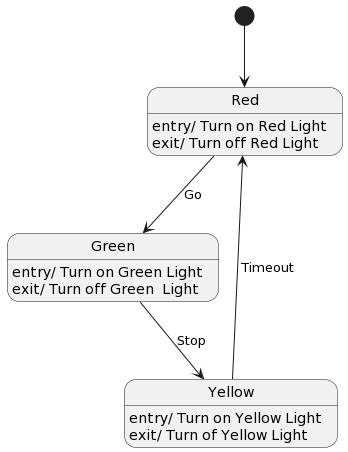 Red
entry/ Turn on Red Light
exit/ Turn off Red Light
Go
Green
entry/ Turn on Green Light
exit/ Turn off Green  Light
Timeout
Stop
Yellow
entry/ Turn on Yellow Light
exit/ Turn of Yellow Light